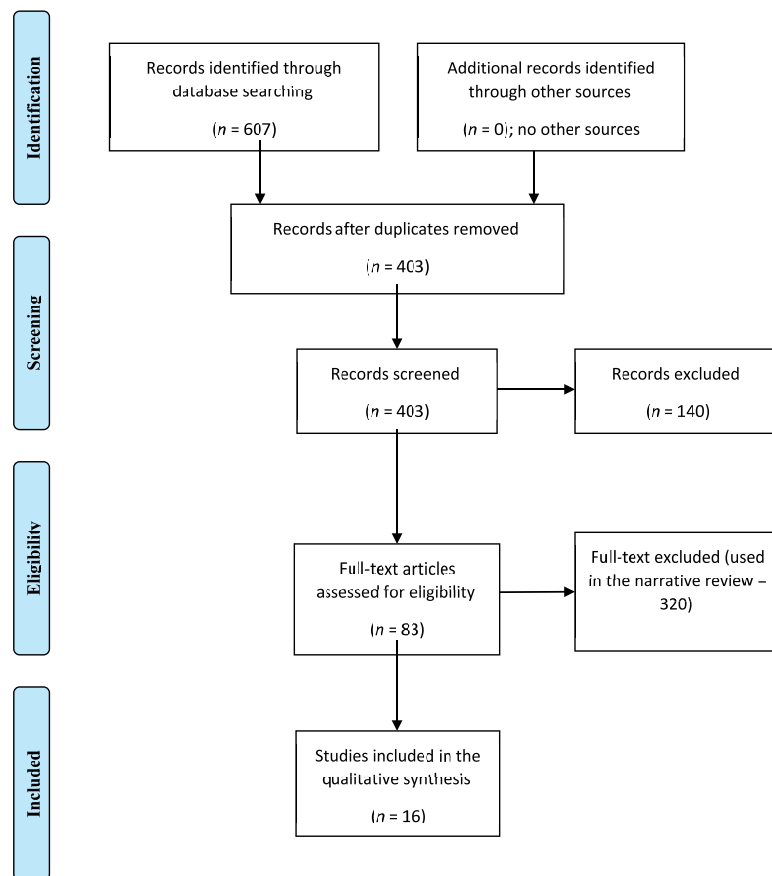 Identification
Records identified through
database searching
(n = 607)
Additional records identified
through other sources
(n = 0); no other sources
Records after duplicates removed
(n = 403)
Screening
Records screened
(n = 403)
Records excluded
(n = 140)
Eligibility
Full-text articles
assessed for eligibility
(n = 83)
Full-text excluded (used
in the narrative review –
320)
Included
Studies included in the
qualitative synthesis
(n = 16)